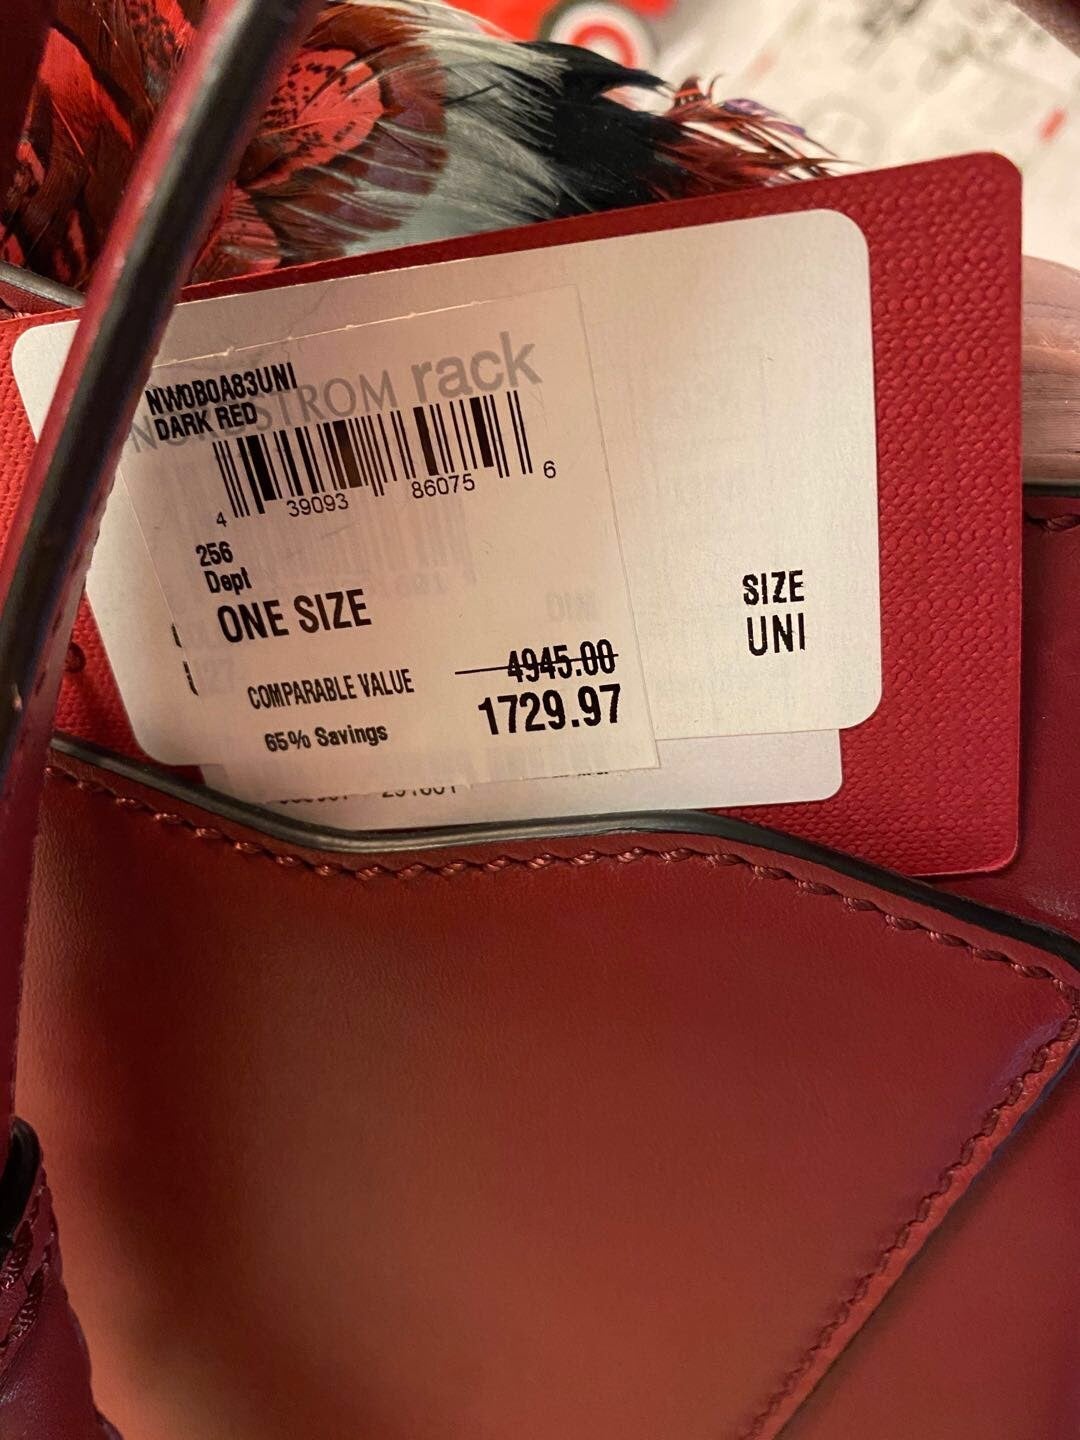 NORDSTROM rack
NW0B0A83UNI
DARK RED
4 39093 86075 6
256
Dept
ONE SIZE
COMPARABLE VALUE 4945.00
65% Savings 1729.97
SIZE
UNI